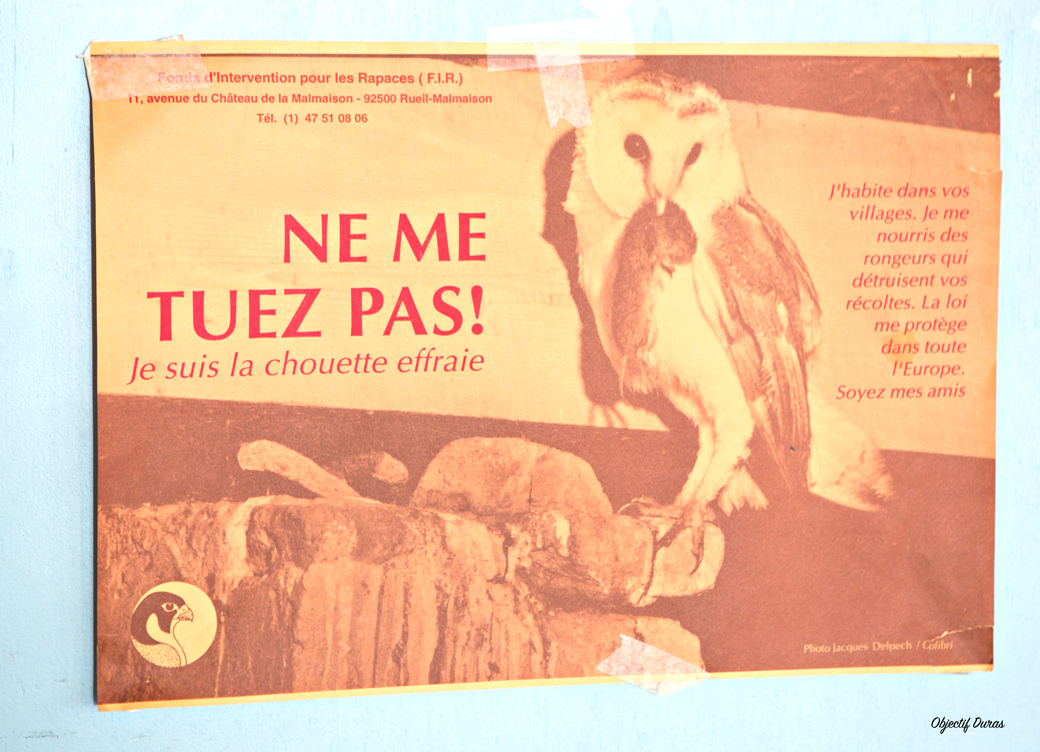 Fonds d'Intervention pour les Rapaces ( F.I.R.)
11, avenue du Château de la Malmaison - 92500 Rueil-Malmaison
Tél. (1) 47 51 08 06
NE ME
TUEZ PAS!
Je suis la chouette effraie
J'habite dans vos
villages. Je me
nourris des
rongeurs qui
détruisent vos
récoltes. La loi
me protège
dans toute
l'Europe.
Soyez mes amis
Photo Jacques Delpech / Colibri
Objectif Duras